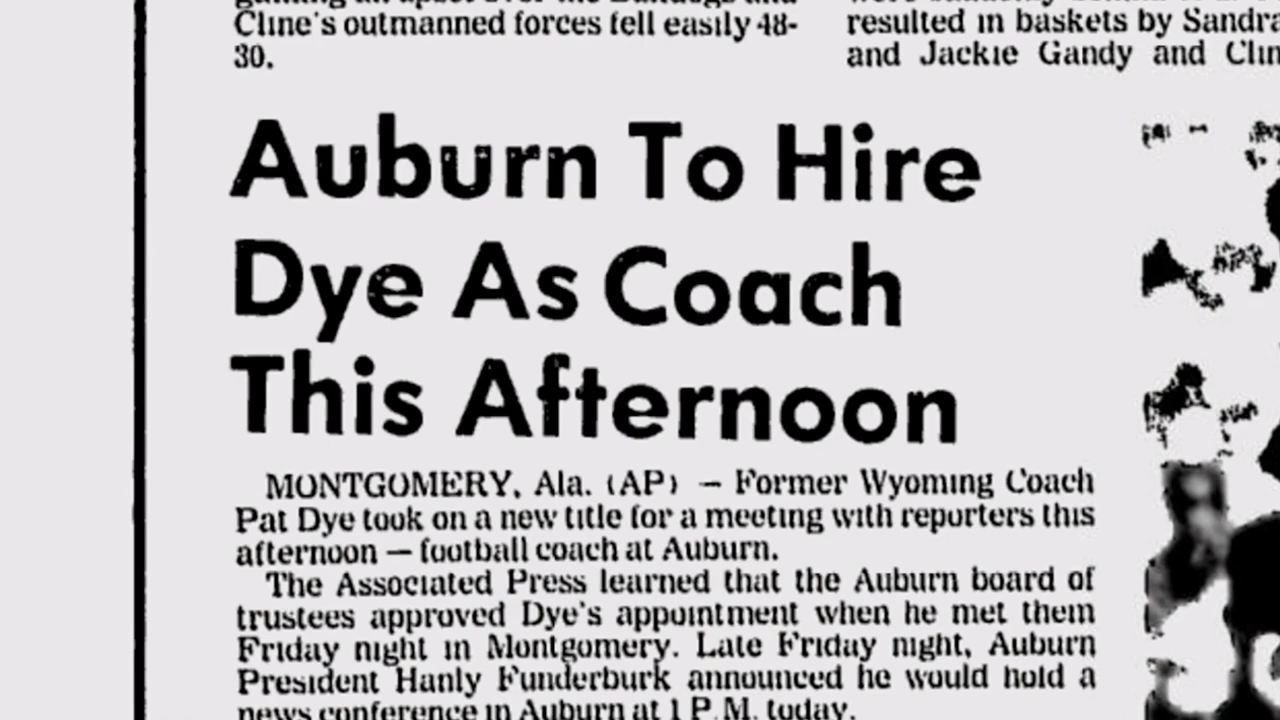 Cline's outmanned forces fell easily 48-
30.
resulted in baskets by Sandra
and Jackie Gandy and Clin
Auburn To Hire
Dye As Coach
This Afternoon
MONTGOMERY, Ala. (AP) — Former Wyoming Coach
Pat Dye took on a new title for a meeting with reporters this
afternoon — football coach at Auburn.
The Associated Press learned that the Auburn board of
trustees approved Dye's appointment when he met them
Friday night in Montgomery. Late Friday night, Auburn
President Hanly Funderburk announced he would hold a
news conference in Auburn at 1 P.M. today.